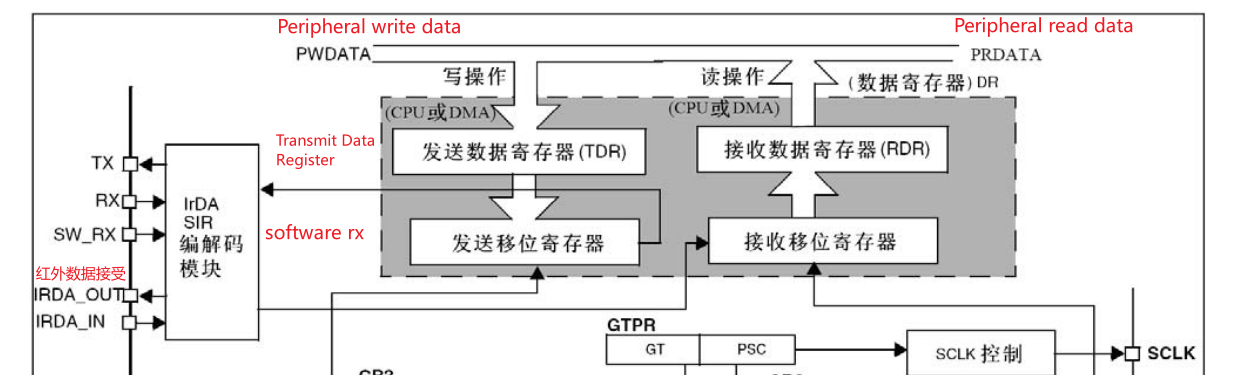 Peripheral write data
Peripheral read data
PWDATA
PRDATA
写操作
读操作
(数据寄存器) DR
(CPU或DMA)
(CPU或DMA)
Transmit Data
Register
发送数据寄存器(TDR)
接收数据寄存器(RDR)
TX
RX
SW_RX
IrDA
SIR
编解码
模块
software rx
发送移位寄存器
接收移位寄存器
红外数据接受
IRDA_OUT
IRDA_IN
GTPR
GT
PSC
SCLK 控制
SCLK